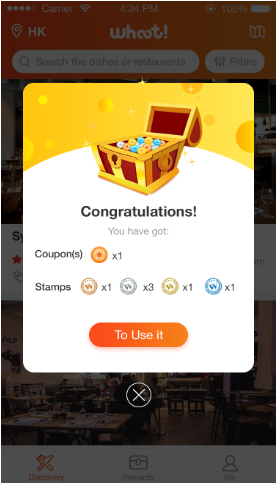 Carrier 4:34 PM 100%
HK whoot!
Search the dishes or restaurants Filters
Congratulations!
You have got:
Coupon(s) x1
Stamps x1 x3 x1 x1
To Use it
Discovery Rewards Me